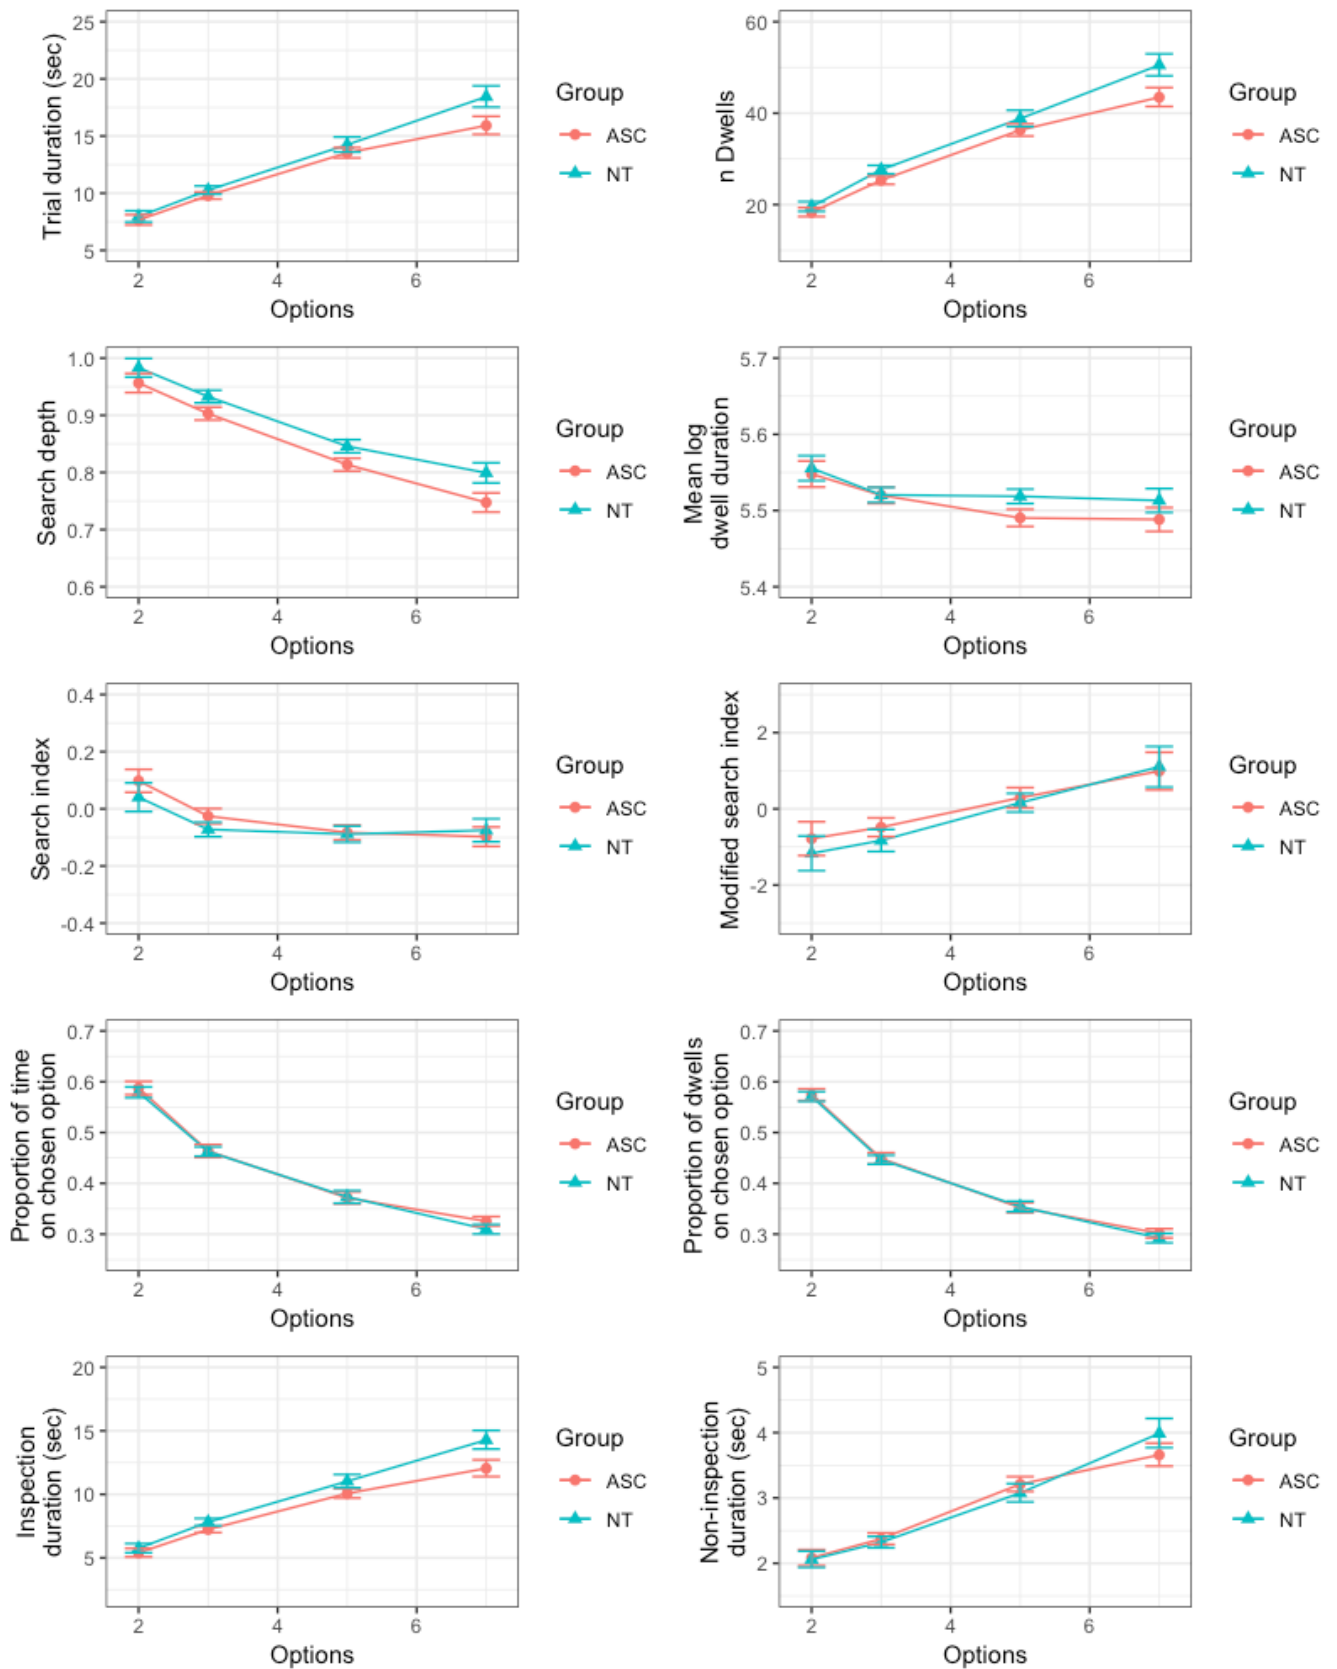 Trial duration (sec)
25
20
15
10
5
2 4 6
Options
Group
ASC
NT
n Dwells
60
40
20
2 4 6
Options
Group
ASC
NT
Search depth
1.0
0.9
0.8
0.7
0.6
2 4 6
Options
Group
ASC
NT
Mean log
dwell duration
5.7
5.6
5.5
5.4
2 4 6
Options
Group
ASC
NT
Search index
0.4
0.2
0.0
-0.2
-0.4
2 4 6
Options
Group
ASC
NT
Modified search index
2
0
-2
2 4 6
Options
Group
ASC
NT
Proportion of time
on chosen option
0.7
0.6
0.5
0.4
0.3
2 4 6
Options
Group
ASC
NT
Proportion of dwells
on chosen option
0.7
0.6
0.5
0.4
0.3
2 4 6
Options
Group
ASC
NT
Inspection
duration (sec)
20
15
10
5
2 4 6
Options
Group
ASC
NT
Non-inspection
duration (sec)
5
4
3
2
2 4 6
Options
Group
ASC
NT